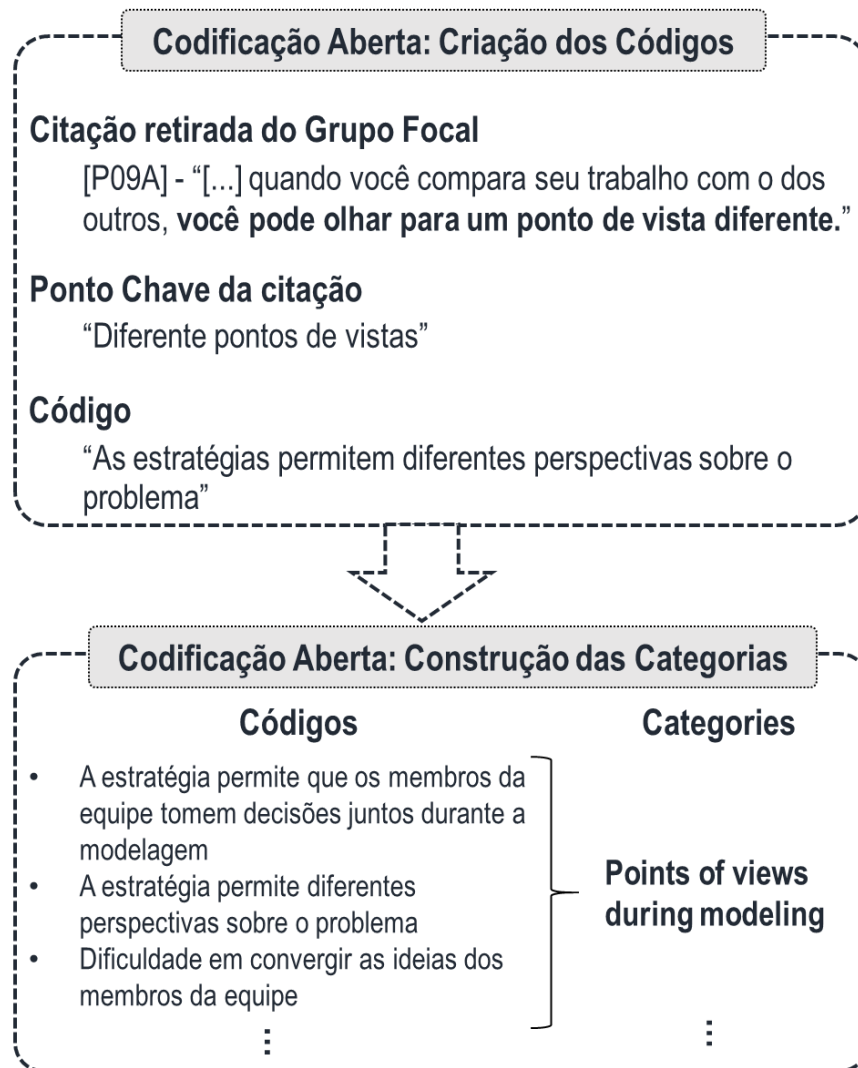 Codificação Aberta: Criação dos Códigos
Citação retirada do Grupo Focal
[P09A] - “[...] quando você compara seu trabalho com o dos
outros, você pode olhar para um ponto de vista diferente.”
Ponto Chave da citação
“Diferente pontos de vistas”
Código
“As estratégias permitem diferentes perspectivas sobre o
problema”
Codificação Aberta: Construção das Categorias
Códigos
Categories
• A estratégia permite que os membros da
equipe tomem decisões juntos durante a
modelagem
• A estratégia permite diferentes
perspectivas sobre o problema
• Dificuldade em convergir as ideias dos
membros da equipe
⋮
Points of views
during modeling
⋮